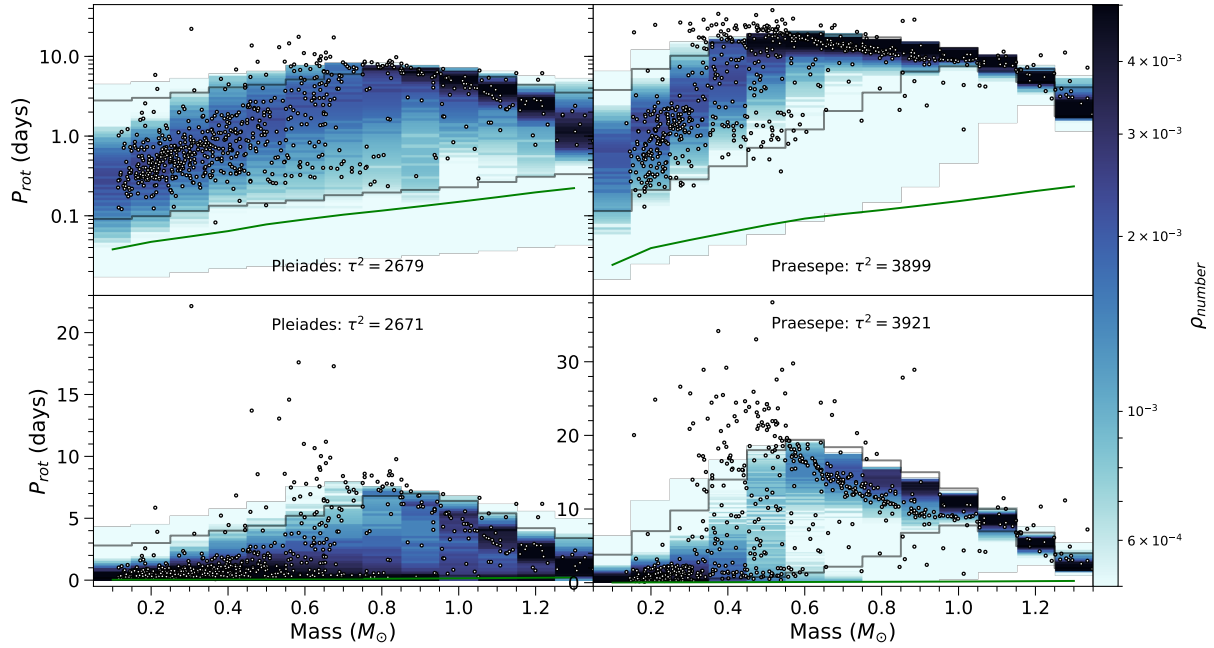 10.0
1.0
0.1
P_rot (days)
Pleiades: τ² = 2679
Praesepe: τ² = 3899
4 × 10⁻³
3 × 10⁻³
2 × 10⁻³
10⁻³
6 × 10⁻⁴
ρ_number
20
15
10
5
0
P_rot (days)
Pleiades: τ² = 2671
30
20
10
0
Praesepe: τ² = 3921
0.2 0.4 0.6 0.8 1.0 1.2
Mass (M_⊙)
0.2 0.4 0.6 0.8 1.0 1.2
Mass (M_⊙)